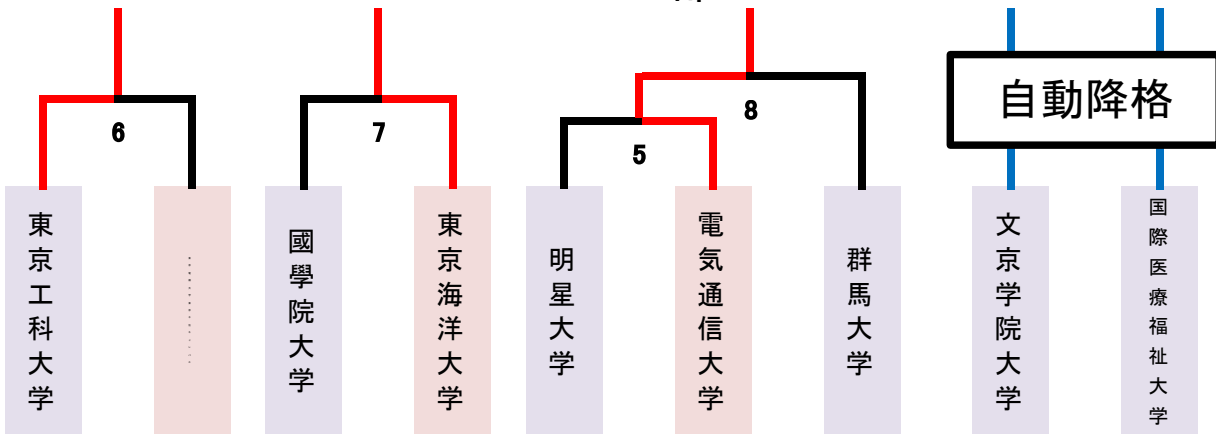 自動降格
6
7
8
5
東京工科大学
…………
國學院大学
東京海洋大学
明星大学
電気通信大学
群馬大学
文京学院大学
国際医療福祉大学